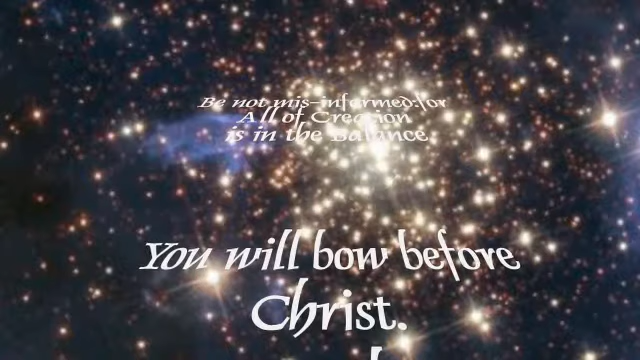 Be not mis-informed:for
All of Creation
is in the Balance.
You will bow before
Christ.